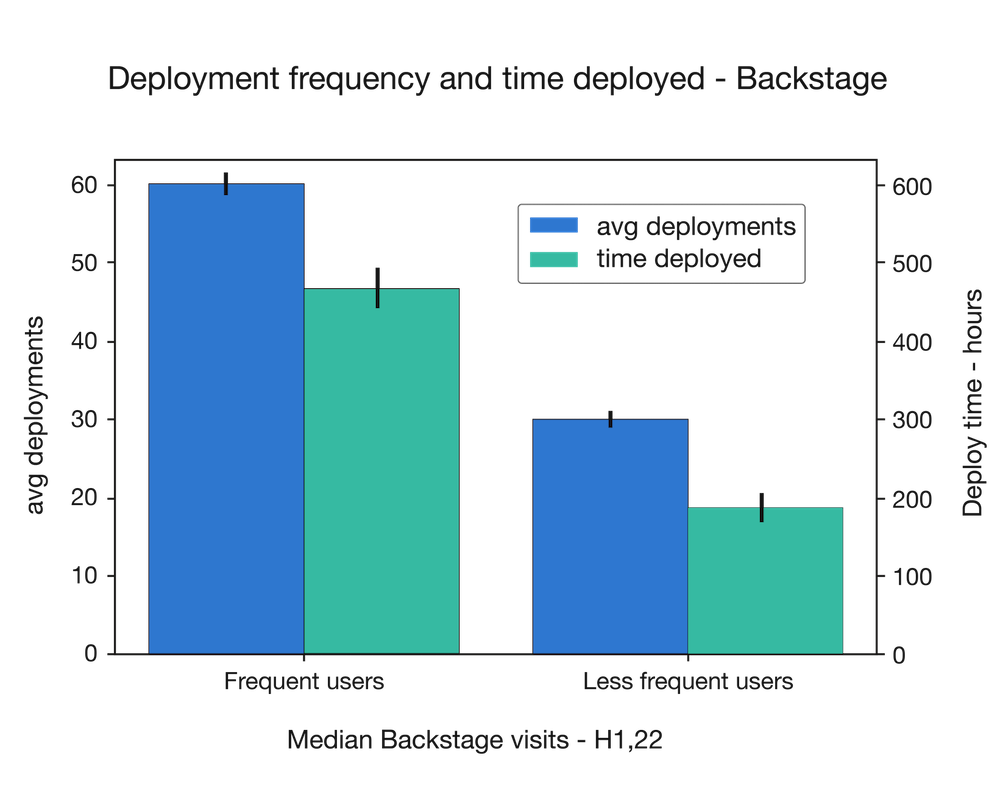 Deployment frequency and time deployed - Backstage
avg deployments
60
50
40
30
20
10
0
avg deployments
time deployed
600
500
400
300
200
100
0
Deploy time - hours
Frequent users
Less frequent users
Median Backstage visits - H1,22